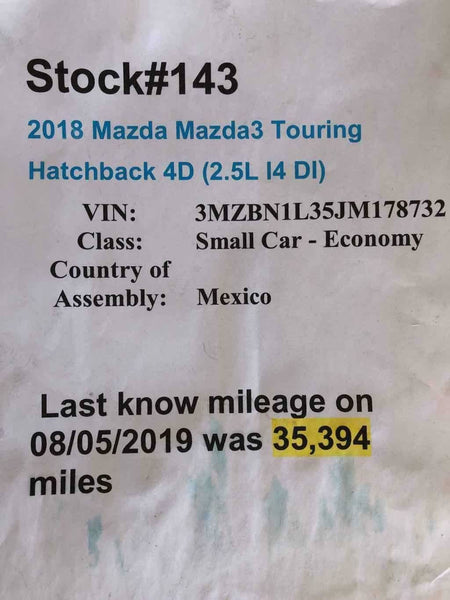 Stock#143
2018 Mazda Mazda3 Touring
Hatchback 4D (2.5L I4 DI)
VIN: 3MZBN1L35JM178732
Class: Small Car - Economy
Country of
Assembly: Mexico
Last know mileage on
08/05/2019 was 35,394
miles